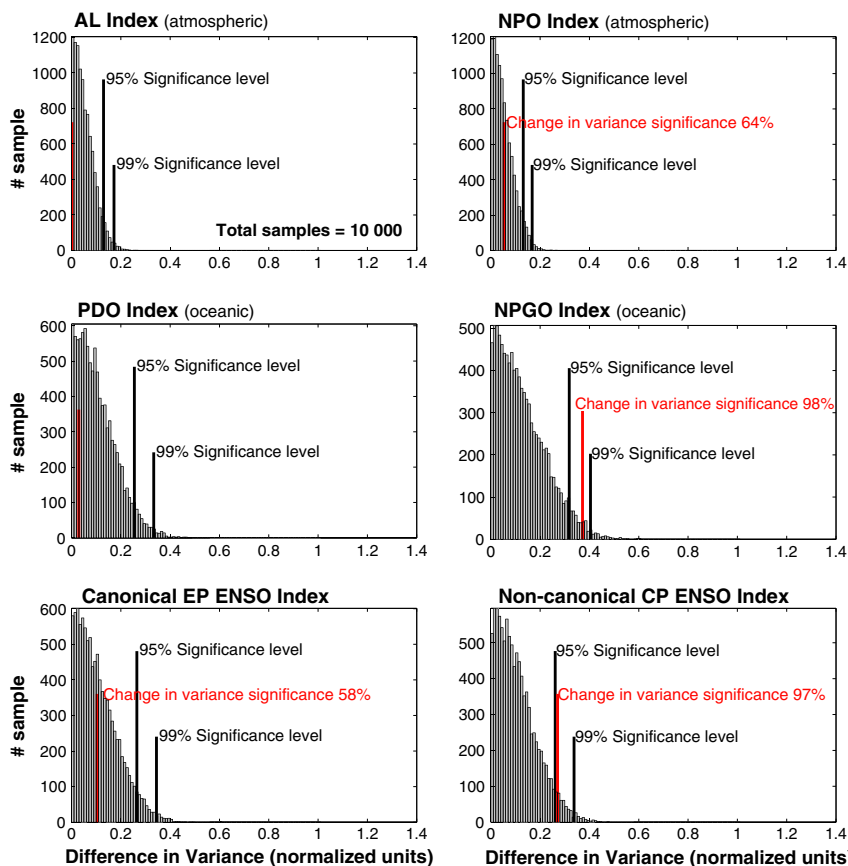 AL Index (atmospheric)
1200
1000
800
600
400
200
0
# sample
95% Significance level
99% Significance level
Total samples = 10 000
0 0.2 0.4 0.6 0.8 1 1.2 1.4
NPO Index (atmospheric)
1200
1000
800
600
400
200
0
95% Significance level
Change in variance significance 64%
99% Significance level
0 0.2 0.4 0.6 0.8 1 1.2 1.4
PDO Index (oceanic)
600
500
400
300
200
100
0
# sample
95% Significance level
99% Significance level
0 0.2 0.4 0.6 0.8 1 1.2 1.4
NPGO Index (oceanic)
500
400
300
200
100
0
95% Significance level
Change in variance significance 98%
99% Significance level
0 0.2 0.4 0.6 0.8 1 1.2 1.4
Canonical EP ENSO Index
600
500
400
300
200
100
0
# sample
95% Significance level
Change in variance significance 58%
99% Significance level
0 0.2 0.4 0.6 0.8 1 1.2 1.4
Difference in Variance (normalized units)
Non-canonical CP ENSO Index
500
400
300
200
100
0
95% Significance level
Change in variance significance 97%
99% Significance level
0 0.2 0.4 0.6 0.8 1 1.2 1.4
Difference in Variance (normalized units)